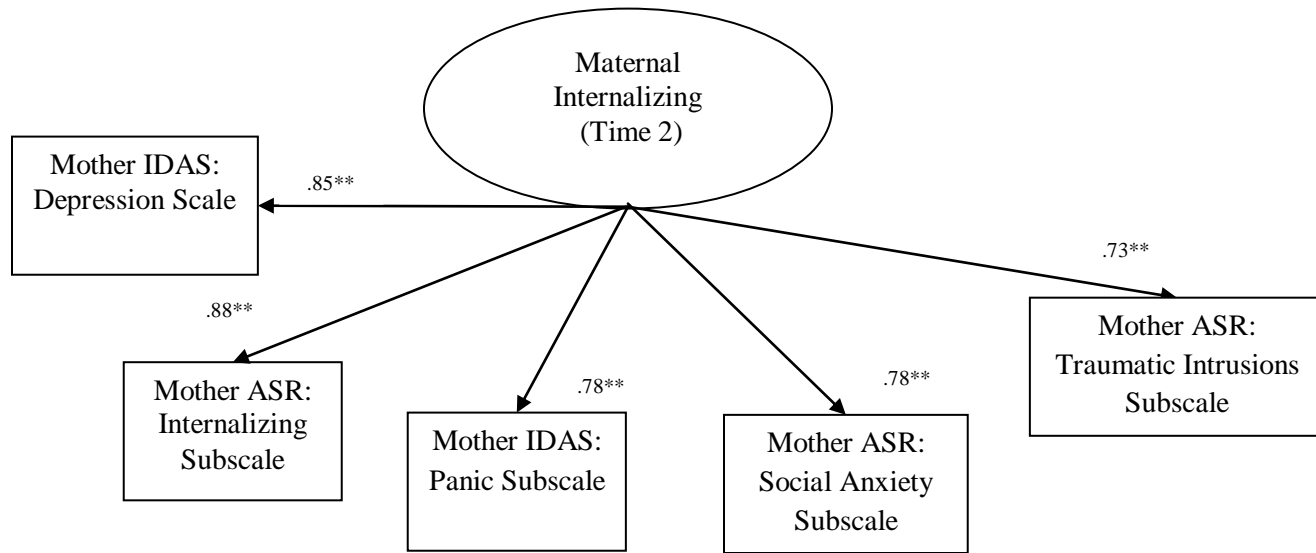 Maternal
Internalizing
(Time 2)
Mother IDAS:
Depression Scale
.85**
.73**
.88**
Mother ASR:
Traumatic Intrusions
Subscale
Mother ASR:
Internalizing
Subscale
.78**
.78**
Mother IDAS:
Panic Subscale
Mother ASR:
Social Anxiety
Subscale